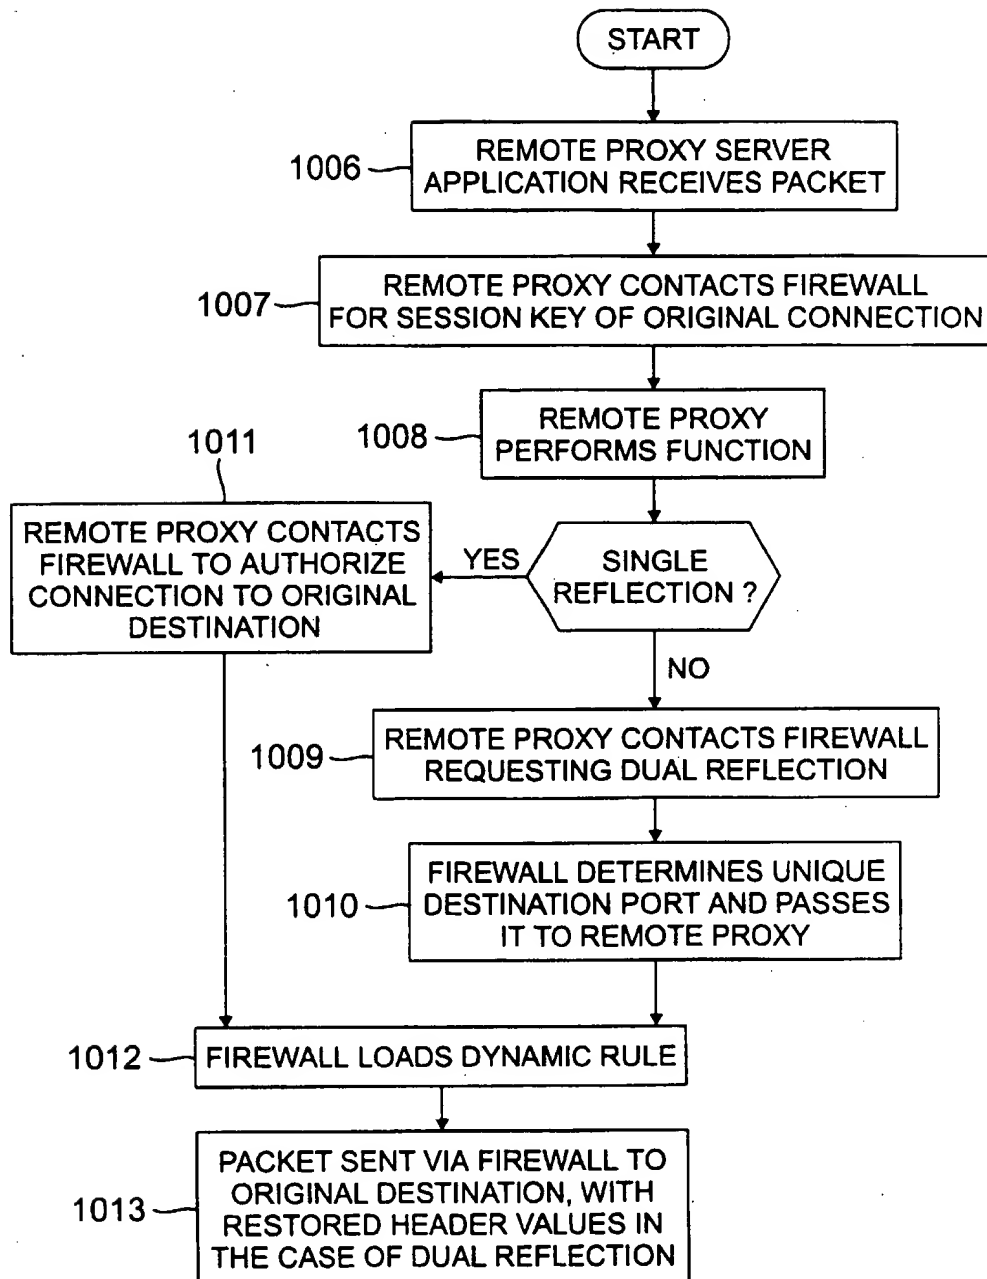 START
1006
REMOTE PROXY SERVER
APPLICATION RECEIVES PACKET
1007
REMOTE PROXY CONTACTS FIREWALL
FOR SESSION KEY OF ORIGINAL CONNECTION
1008
REMOTE PROXY
PERFORMS FUNCTION
1011
REMOTE PROXY CONTACTS
FIREWALL TO AUTHORIZE
CONNECTION TO ORIGINAL
DESTINATION
YES
SINGLE
REFLECTION ?
NO
1009
REMOTE PROXY CONTACTS FIREWALL
REQUESTING DUAL REFLECTION
1010
FIREWALL DETERMINES UNIQUE
DESTINATION PORT AND PASSES
IT TO REMOTE PROXY
1012
FIREWALL LOADS DYNAMIC RULE
1013
PACKET SENT VIA FIREWALL TO
ORIGINAL DESTINATION, WITH
RESTORED HEADER VALUES IN
THE CASE OF DUAL REFLECTION